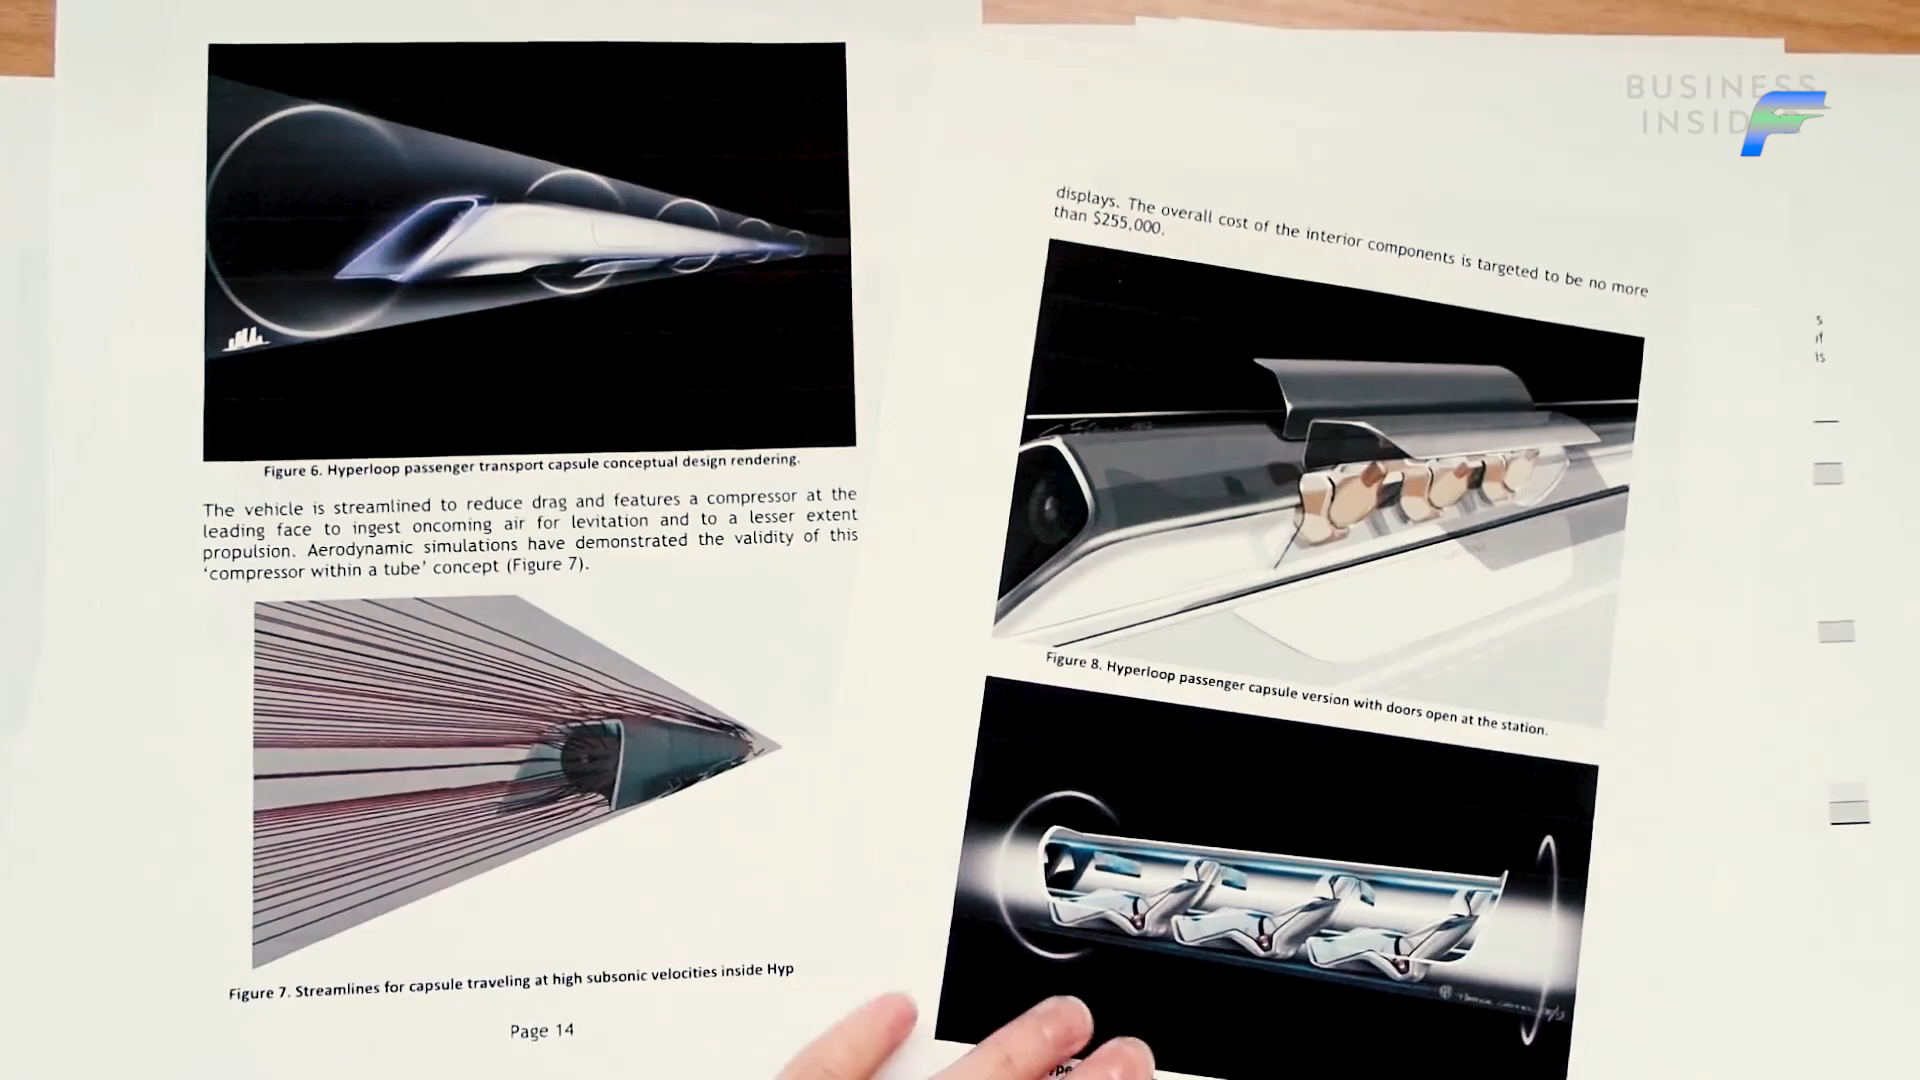 BUSINESS
INSID
F
Figure 6. Hyperloop passenger transport capsule conceptual design rendering.
The vehicle is streamlined to reduce drag and features a compressor at the
leading face to ingest oncoming air for levitation and to a lesser extent
propulsion. Aerodynamic simulations have demonstrated the validity of this
‘compressor within a tube’ concept (Figure 7).
Figure 7. Streamlines for capsule traveling at high subsonic velocities inside Hyp
Page 14
displays. The overall cost of the interior components is targeted to be no more
than $255,000.
Figure 8. Hyperloop passenger capsule version with doors open at the station.
s
if
is